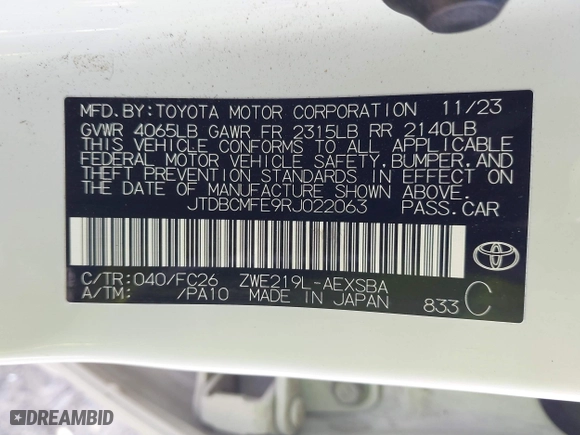 MFD.BY:TOYOTA MOTOR CORPORATION 11/23
GVWR 4065LB GAWR FR 2315LB RR 2140LB
THIS VEHICLE CONFORMS TO ALL APPLICABLE
FEDERAL MOTOR VEHICLE SAFETY,BUMPER,AND
THEFT PREVENTION STANDARDS IN EFFECT ON
THE DATE OF MANUFACTURE SHOWN ABOVE.
JTDBCMFE9RJ022063 PASS.CAR
C/TR:040/FC26 ZWE219L-AEXSBA
A/TM: /PA10 MADE IN JAPAN 833 C
DREAMBID